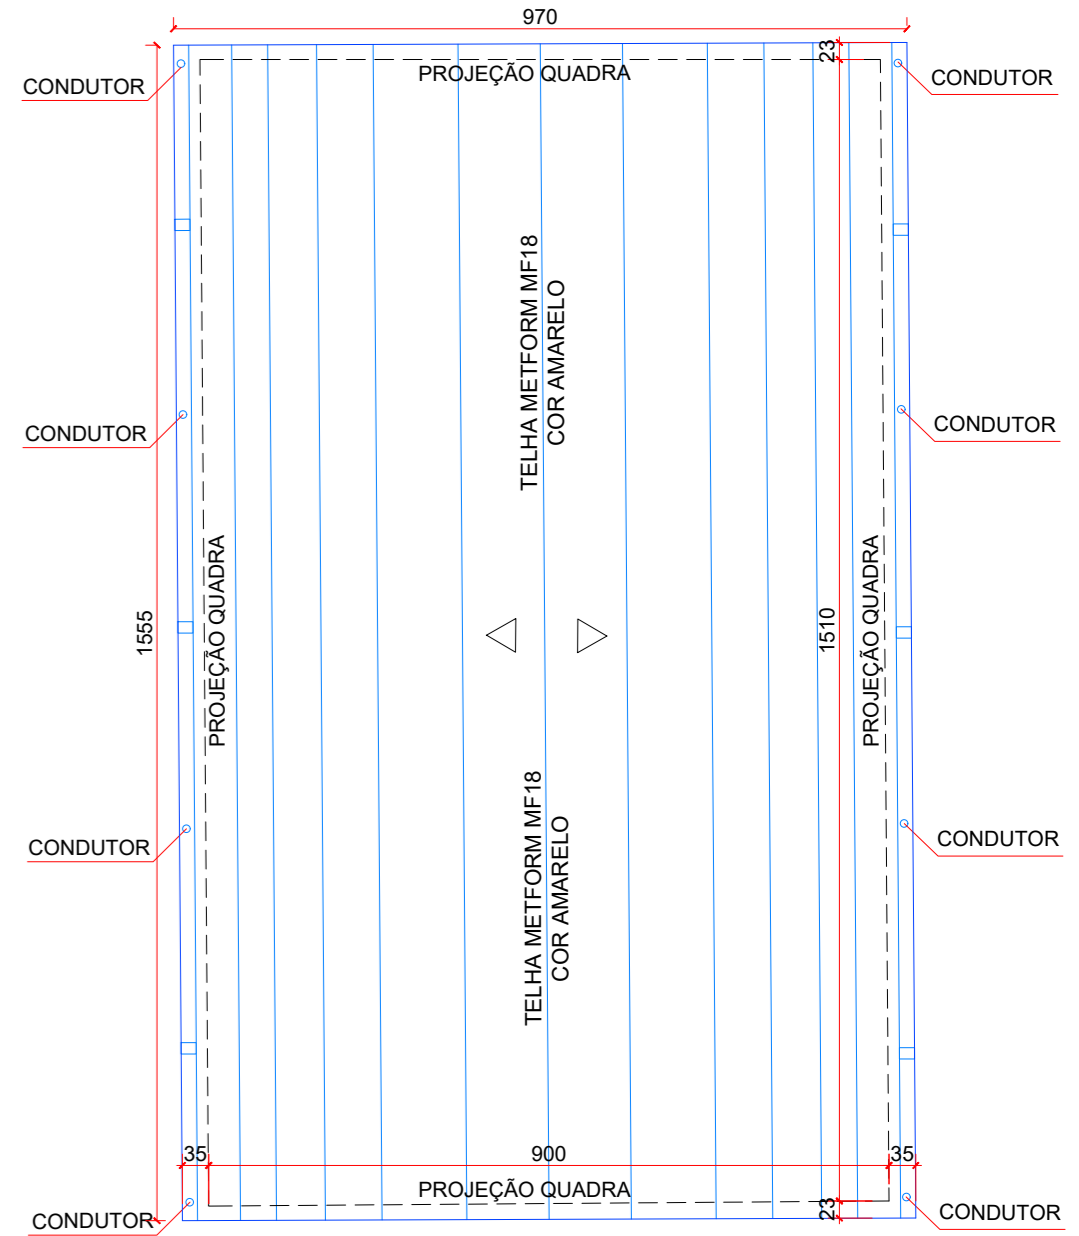 970
23
PROJEÇÃO QUADRA
CONDUTOR
CONDUTOR
TELHA METFORM MF18
COR AMARELO
CONDUTOR
CONDUTOR
PROJEÇÃO QUADRA
PROJEÇÃO QUADRA
1555
1510
TELHA METFORM MF18
COR AMARELO
CONDUTOR
CONDUTOR
35
900
35
PROJEÇÃO QUADRA
23
CONDUTOR
CONDUTOR